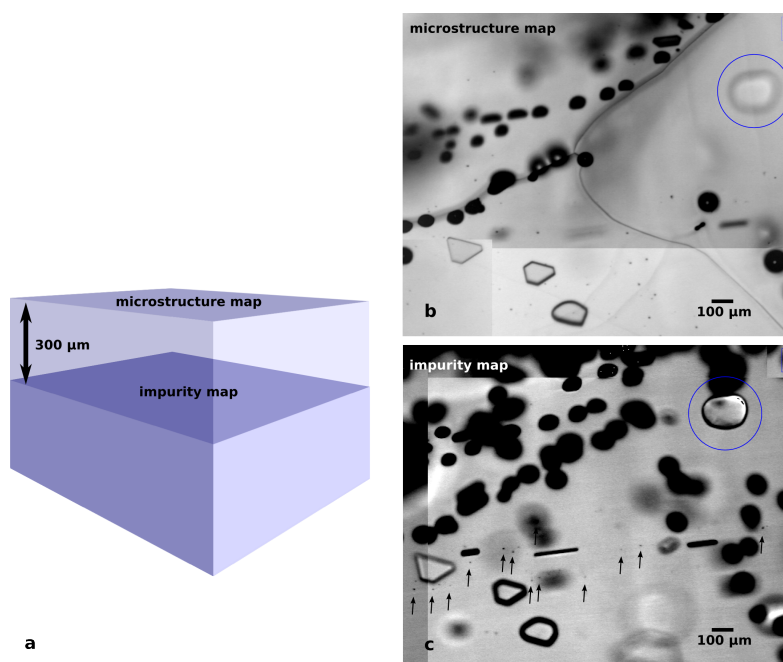 microstructure map
300 μm
impurity map
a
microstructure map
b
100 μm
impurity map
c
100 μm